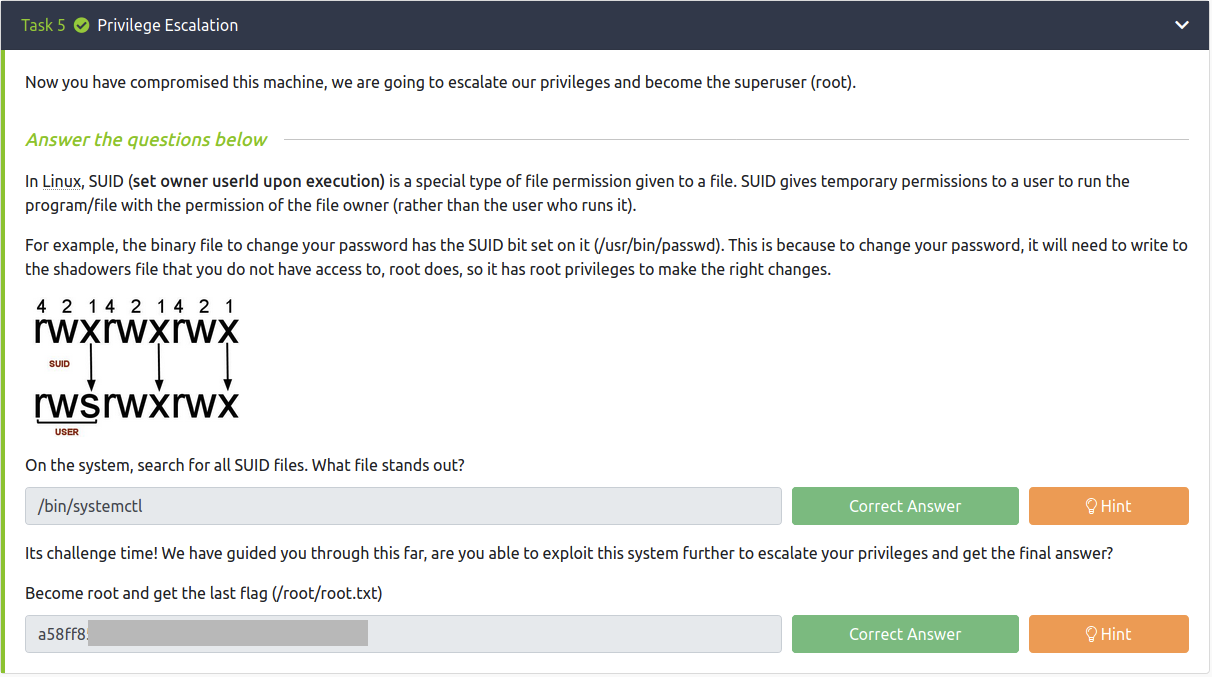 Task 5 Privilege Escalation
Now you have compromised this machine, we are going to escalate our privileges and become the superuser (root).
Answer the questions below
In Linux, SUID (set owner userId upon execution) is a special type of file permission given to a file. SUID gives temporary permissions to a user to run the
program/file with the permission of the file owner (rather than the user who runs it).
For example, the binary file to change your password has the SUID bit set on it (/usr/bin/passwd). This is because to change your password, it will need to write to
the shadowers file that you do not have access to, root does, so it has root privileges to make the right changes.
4 2 1 4 2 1 4 2 1
rwxrwxrwx
SUID
rwsrwxrwx
USER
On the system, search for all SUID files. What file stands out?
/bin/systemctl Correct Answer Hint
Its challenge time! We have guided you through this far, are you able to exploit this system further to escalate your privileges and get the final answer?
Become root and get the last flag (/root/root.txt)
a58ff8 Correct Answer Hint